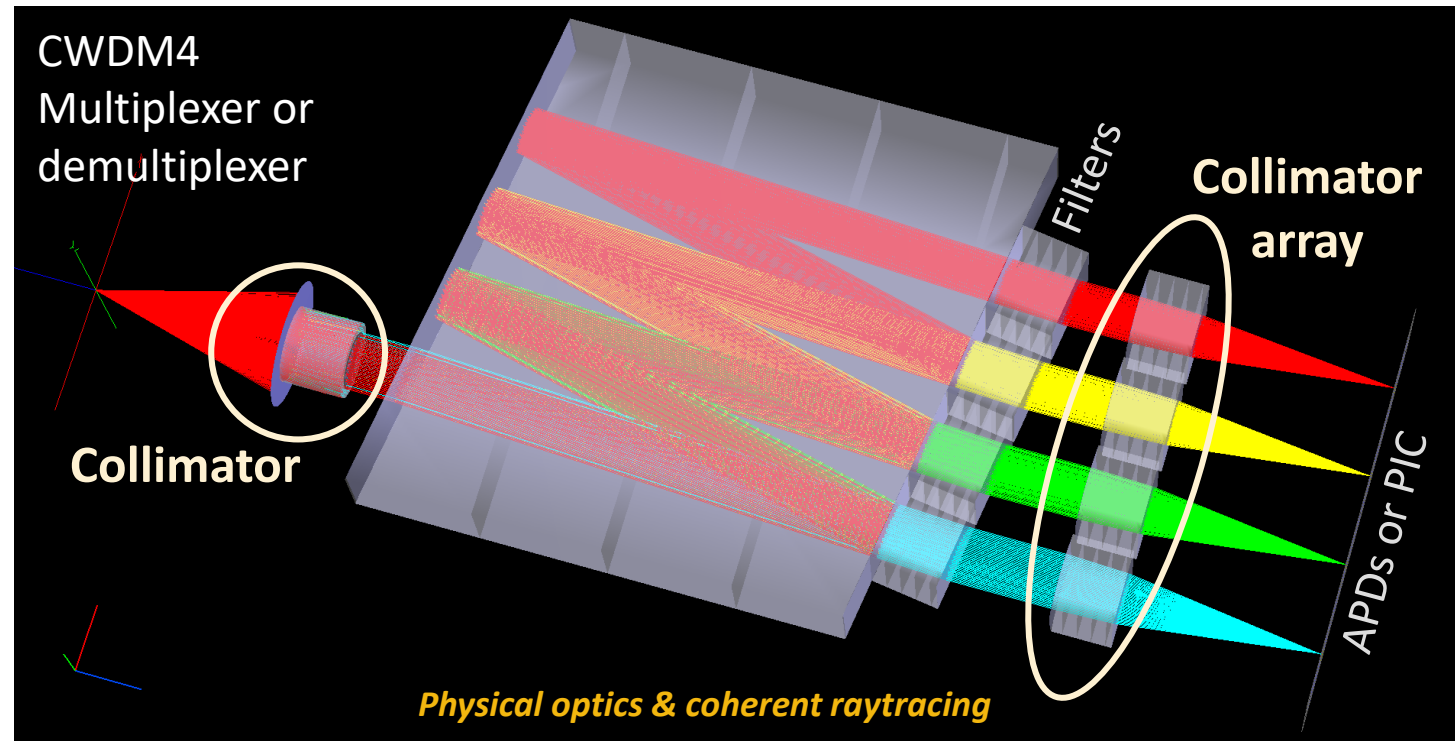 CWDM4
Multiplexer or
demultiplexer
Filters
Collimator
array
Collimator
APDs or PIC
Physical optics & coherent raytracing